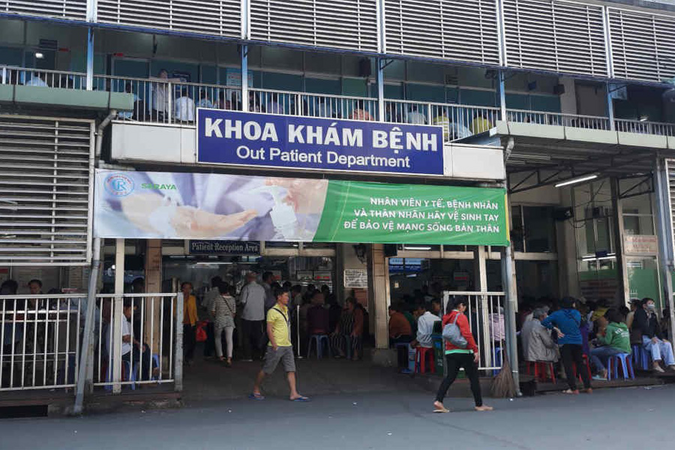 KHOA KHÁM BỆNH
Out Patient Department
SARAYA
NHÂN VIÊN Y TẾ, BỆNH NHÂN
VÀ THÂN NHÂN HÃY VỆ SINH TAY
ĐỂ BẢO VỆ MẠNG SỐNG BẢN THÂN
Patient Reception Area